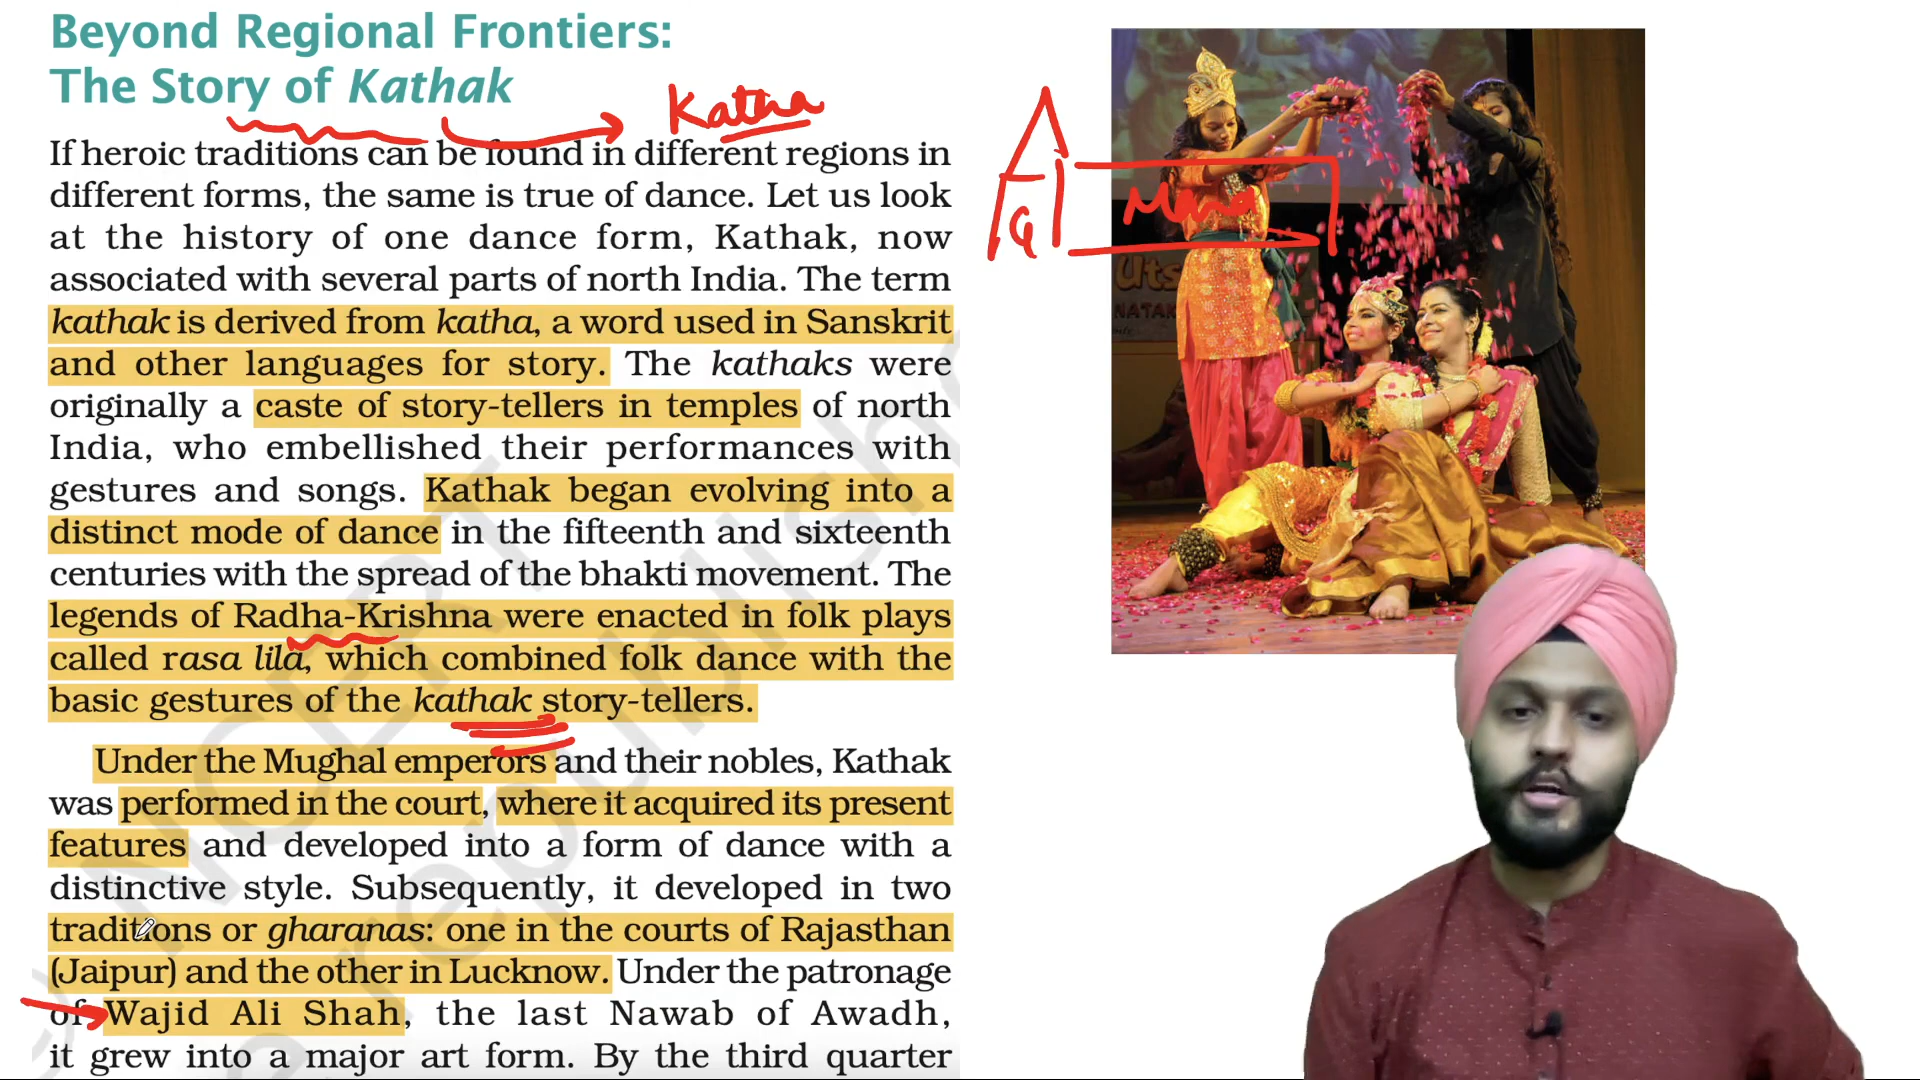 Beyond Regional Frontiers:
The Story of Kathak
Katha
If heroic traditions can be found in different regions in
different forms, the same is true of dance. Let us look
at the history of one dance form, Kathak, now
associated with several parts of north India. The term
kathak is derived from katha, a word used in Sanskrit
and other languages for story. The kathaks were
originally a caste of story-tellers in temples of north
India, who embellished their performances with
gestures and songs. Kathak began evolving into a
distinct mode of dance in the fifteenth and sixteenth
centuries with the spread of the bhakti movement. The
legends of Radha-Krishna were enacted in folk plays
called rasa lila, which combined folk dance with the
basic gestures of the kathak story-tellers.
Under the Mughal emperors and their nobles, Kathak
was performed in the court, where it acquired its present
features and developed into a form of dance with a
distinctive style. Subsequently, it developed in two
traditions or gharanas: one in the courts of Rajasthan
(Jaipur) and the other in Lucknow. Under the patronage
of Wajid Ali Shah, the last Nawab of Awadh,
it grew into a major art form. By the third quarter
© NCERT
Uts
NATAK